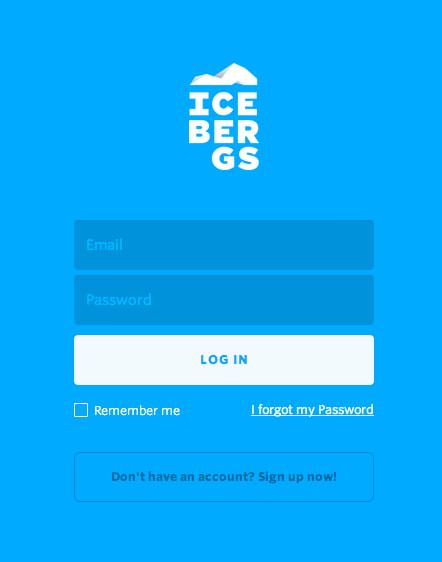 ICE
BER
GS
Email
Password
LOG IN
Remember me
I forgot my Password
Don't have an account? Sign up now!